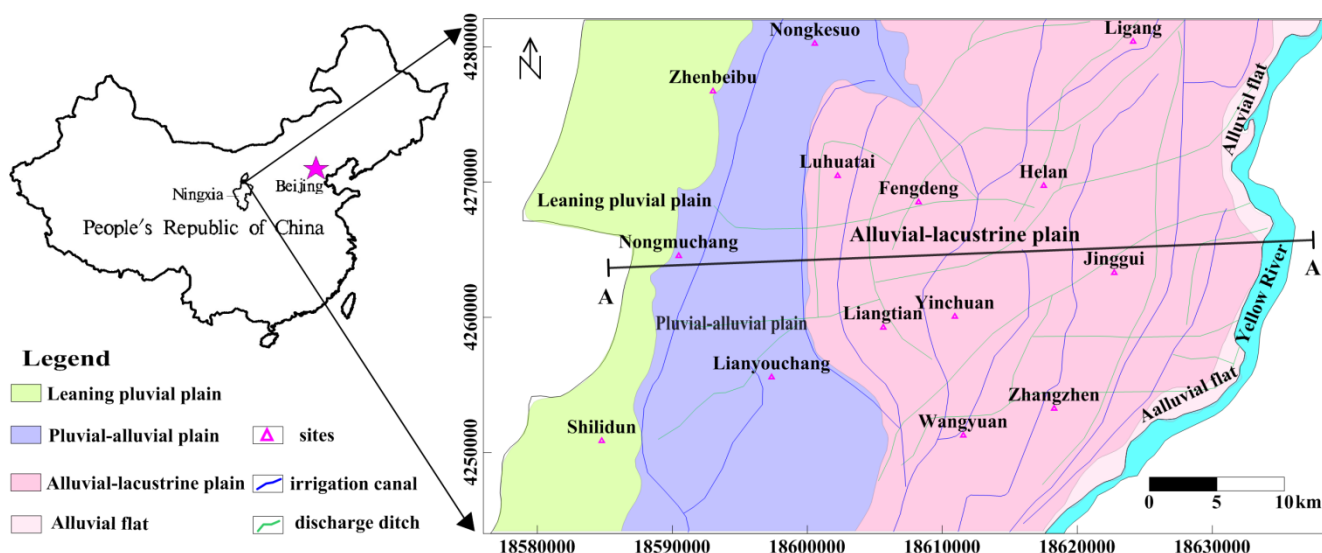 Ningxia
Beijing
People's Republic of China
Legend
Leaning pluvial plain
Pluvial-alluvial plain
sites
Alluvial-lacustrine plain
irrigation canal
Alluvial flat
discharge ditch
4280000
4270000
4260000
4250000
N
Nongkesuo
Ligang
Zhenbeibu
Alluvial flat
Luhuatai
Helan
Fengdeng
Leaning pluvial plain
Alluvial-lacustrine plain
Nongmuchang
Jinggui
A
A
Yinchuan
Liangtian
Pluvial-alluvial plain
Yellow River
Lianyouchang
Zhangzhen
Aalluvial flat
Shilidun
Wangyuan
0 5 10km
18580000 18590000 18600000 18610000 18620000 18630000